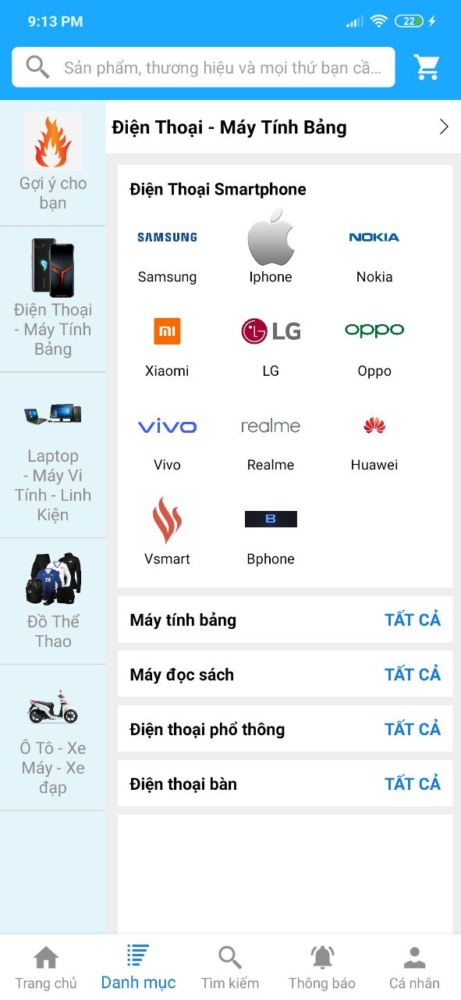 9:13 PM
22
Sản phẩm, thương hiệu và mọi thứ bạn cầ...
Gợi ý cho
bạn
Điện Thoại
- Máy Tính
Bảng
Laptop
- Máy Vi
Tính - Linh
Kiện
Đồ Thể
Thao
Ô Tô - Xe
Máy - Xe
đạp
Điện Thoại - Máy Tính Bảng
Điện Thoại Smartphone
SAMSUNG
NOKIA
Samsung
Iphone
Nokia
mi
LG
oppo
Xiaomi
LG
Oppo
vivo
realme
Vivo
Realme
Huawei
B
Vsmart
Bphone
Máy tính bảng
TẤT CẢ
Máy đọc sách
TẤT CẢ
Điện thoại phổ thông
TẤT CẢ
Điện thoại bàn
TẤT CẢ
Trang chủ
Danh mục
Tìm kiếm
Thông báo
Cá nhân